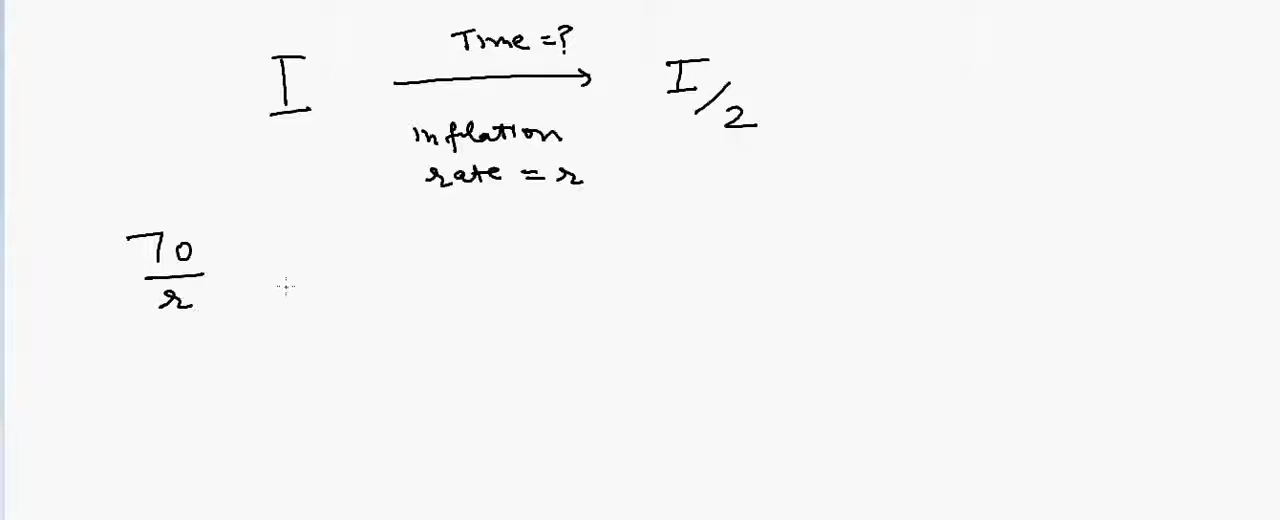 Time = ?
I → I/2
inflation
rate = r
70
r